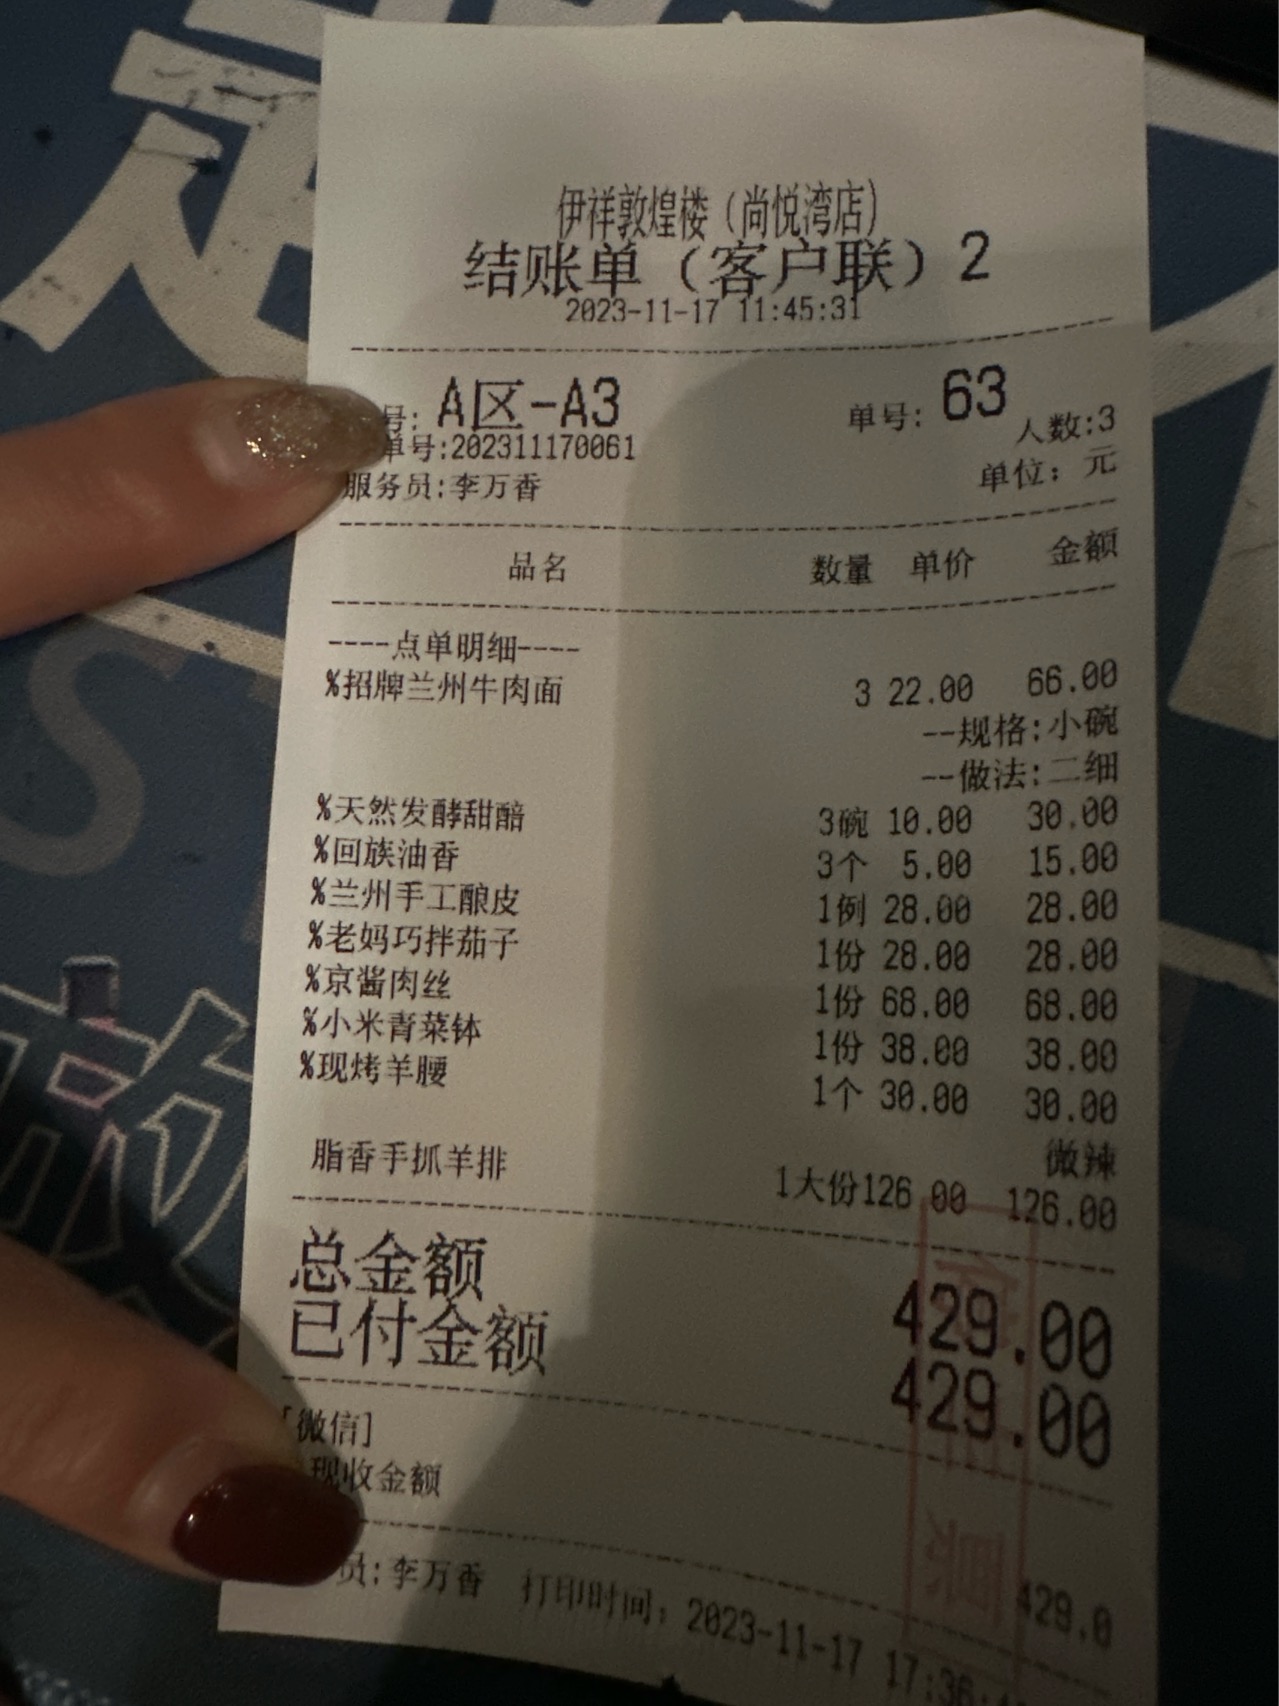 伊祥敦煌楼（尚悦湾店）
结账单（客户联）2
2023-11-17 11:45:31
号: A区-A3 单号: 63
单号:202311170061 人数:3
服务员:李万香 单位: 元
品名 数量 单价 金额
----点单明细----
%招牌兰州牛肉面 3 22.00 66.00
--规格:小碗
--做法:二细
%天然发酵甜醅 3碗 10.00 30.00
%回族油香 3个 5.00 15.00
%兰州手工酿皮 1例 28.00 28.00
%老妈巧拌茄子 1份 28.00 28.00
%京酱肉丝 1份 68.00 68.00
%小米青菜钵 1份 38.00 38.00
%现烤羊腰 1个 30.00 30.00
微辣
脂香手抓羊排 1大份126.00 126.00
总金额 429.00
已付金额 429.00
[微信]
现收金额 429.0
员:李万香 打印时间: 2023-11-17 17:36: